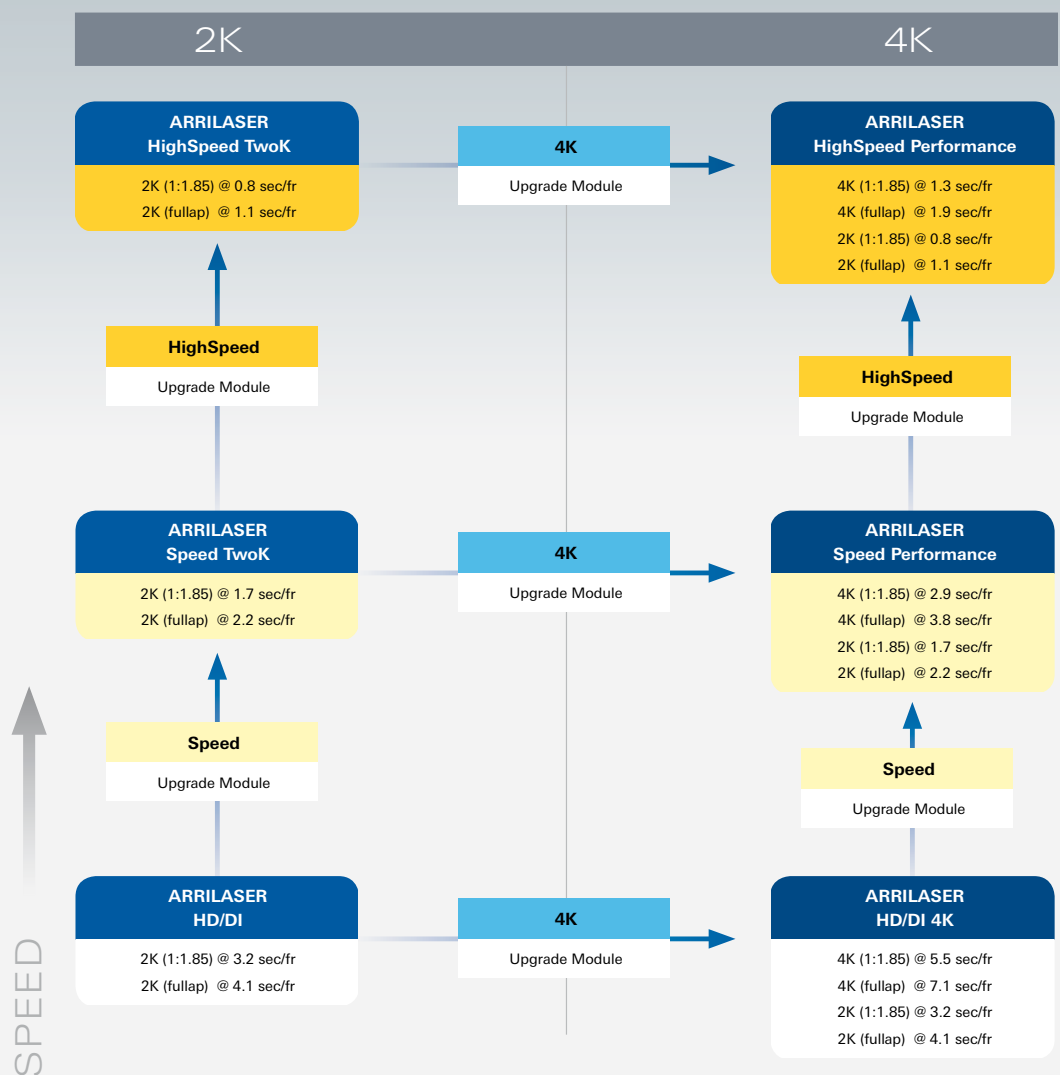 2K
4K
ARRILASER
HighSpeed TwoK
2K (1:1.85) @ 0.8 sec/fr
2K (fullap) @ 1.1 sec/fr
4K
Upgrade Module
ARRILASER
HighSpeed Performance
4K (1:1.85) @ 1.3 sec/fr
4K (fullap) @ 1.9 sec/fr
2K (1:1.85) @ 0.8 sec/fr
2K (fullap) @ 1.1 sec/fr
HighSpeed
Upgrade Module
HighSpeed
Upgrade Module
ARRILASER
Speed TwoK
2K (1:1.85) @ 1.7 sec/fr
2K (fullap) @ 2.2 sec/fr
4K
Upgrade Module
ARRILASER
Speed Performance
4K (1:1.85) @ 2.9 sec/fr
4K (fullap) @ 3.8 sec/fr
2K (1:1.85) @ 1.7 sec/fr
2K (fullap) @ 2.2 sec/fr
Speed
Upgrade Module
Speed
Upgrade Module
ARRILASER
HD/DI
2K (1:1.85) @ 3.2 sec/fr
2K (fullap) @ 4.1 sec/fr
4K
Upgrade Module
ARRILASER
HD/DI 4K
4K (1:1.85) @ 5.5 sec/fr
4K (fullap) @ 7.1 sec/fr
2K (1:1.85) @ 3.2 sec/fr
2K (fullap) @ 4.1 sec/fr
SPEED